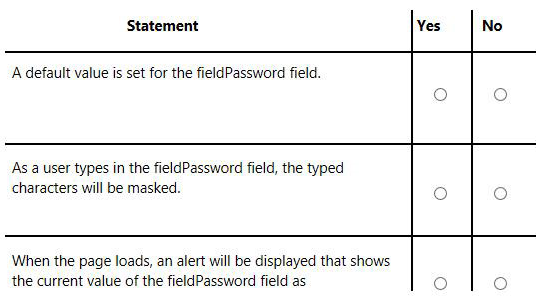 Statement Yes No
A default value is set for the fieldPassword field.
As a user types in the fieldPassword field, the typed
characters will be masked.
When the page loads, an alert will be displayed that shows
the current value of the fieldPassword field as